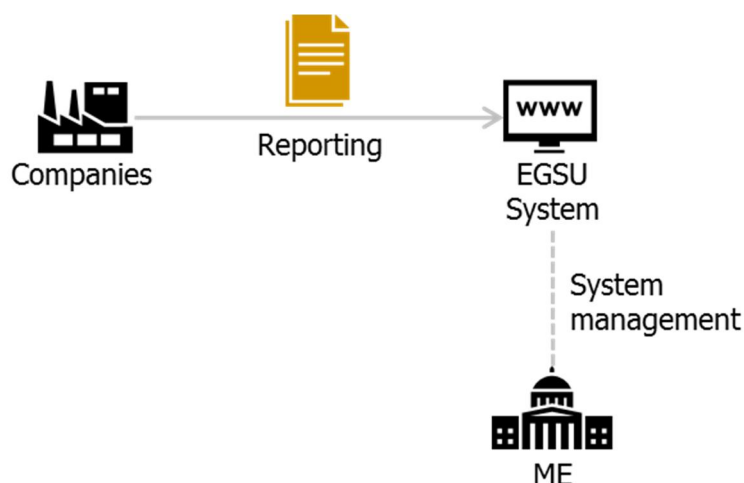 www
Reporting
Companies
EGSU
System
System
management
ME